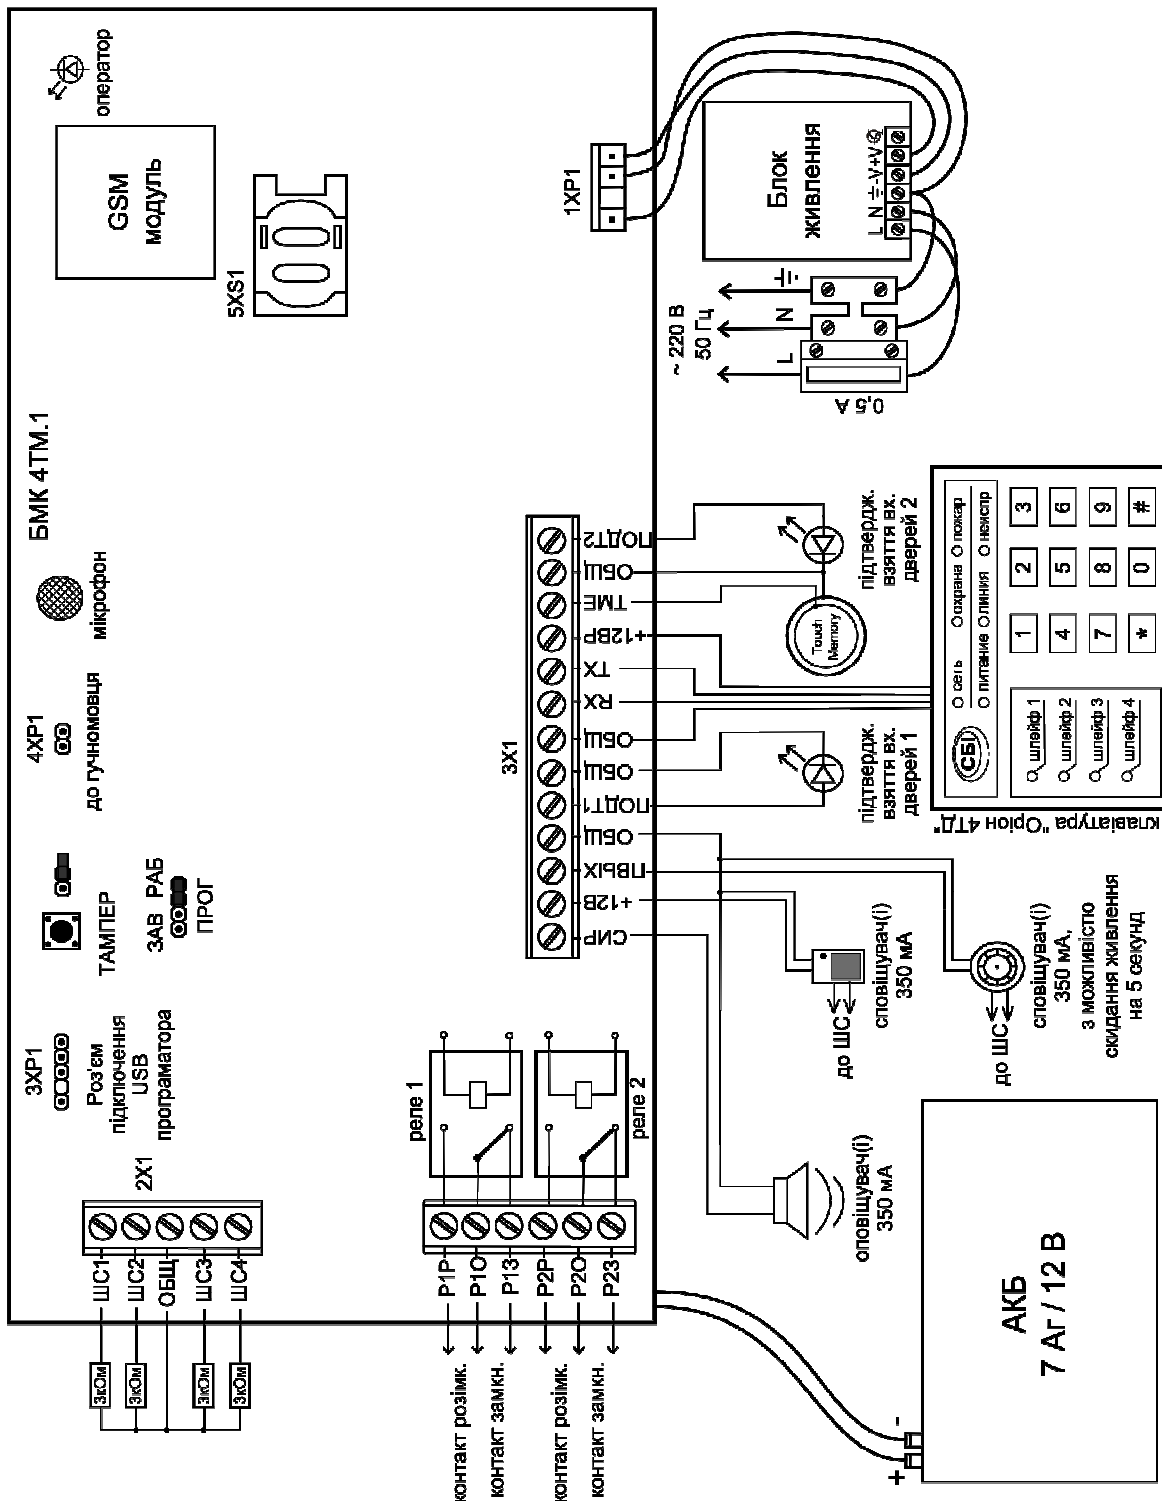 БМК 4ТМ.1
оператор
GSM
модуль
5XS1
мікрофон
4XP1
до гучномовця
ТАМПЕР
ЗАВ РАБ
ПРОГ
3XP1
Роз'єм
підключення
USB
програматора
2X1
ШС1
ШС2
ОБЩ
ШС3
ШС4
3кОм
3кОм
3кОм
3кОм
реле 1
реле 2
Р1Р
Р1О
Р13
Р2Р
Р2О
Р23
контакт розімк.
контакт замкн.
контакт розімк.
контакт замкн.
3X1
СИР
+12В
ПВЫХ
ОБЩ
ПОДТ1
ОБЩ
ОБЩ
RX
TX
+12ВР
ТМЕ
ОБЩ
ПОДТ2
1XP1
Блок
живлення
L N ⏚ -V +V
~ 220 В
50 Гц
L
N
0,5 А
підтвердж.
взяття вх.
дверей 2
Touch
Memory
підтвердж.
взяття вх.
дверей 1
СБІ
сеть
охрана
пожар
питание
линия
неиспр
шлейф 1
шлейф 2
шлейф 3
шлейф 4
1 2 3
4 5 6
7 8 9
* 0 #
клавіатура "Оріон 4ТД"
до ШС
сповіщувач(і)
350 мА
до ШС
сповіщувач(і)
350 мА,
з можливістю
скидання живлення
на 5 секунд
оповіщувач(і)
350 мА
АКБ
7 Аг / 12 В
+
-